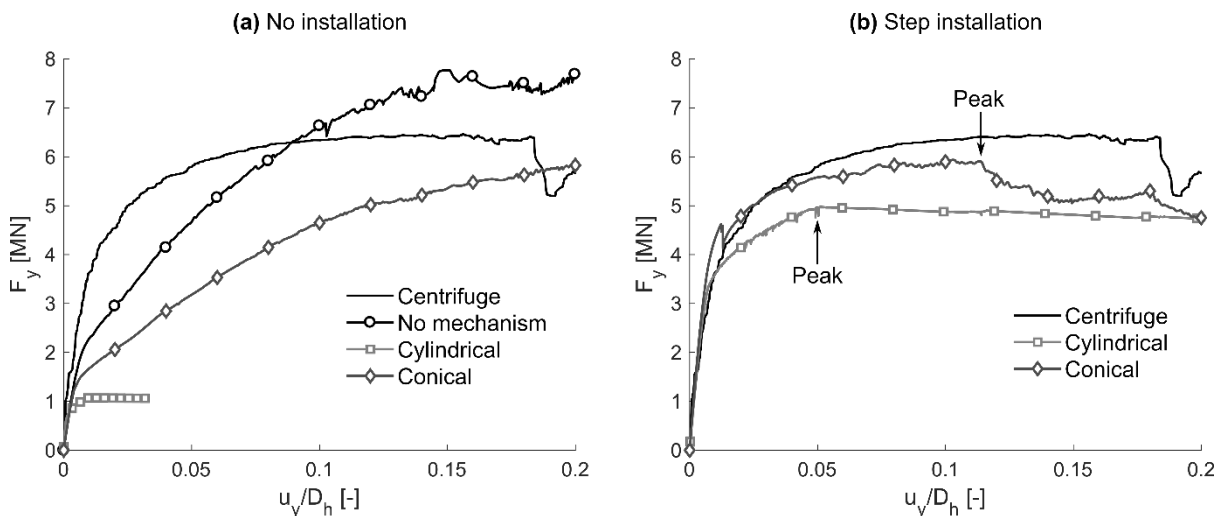 (a) No installation
8
7
6
5
4
3
2
1
0
F_y [MN]
0 0.05 0.1 0.15 0.2
u_y/D_h [-]
Centrifuge
No mechanism
Cylindrical
Conical
(b) Step installation
8
7
6
5
4
3
2
1
0
F_y [MN]
Peak
Peak
0 0.05 0.1 0.15 0.2
u_y/D_h [-]
Centrifuge
Cylindrical
Conical